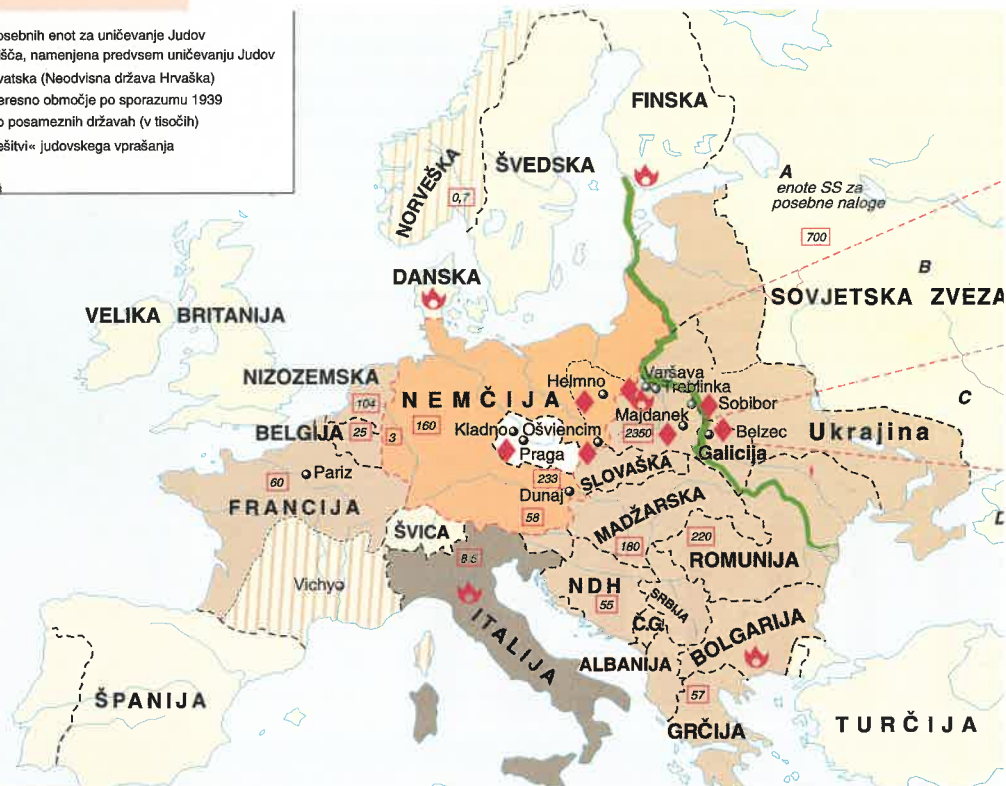 osebnih enot za uničevanje Judov
išča, namenjena predvsem uničevanju Judov
vatska (Neodvisna država Hrvaška)
eresno območje po sporazumu 1939
o posameznih državah (v tisočih)
ešitvi« judovskega vprašanja
FINSKA
ŠVEDSKA
NORVEŠKA
0,7
A
enote SS za
posebne naloge
700
B
DANSKA
SOVJETSKA ZVEZA
VELIKA BRITANIJA
NIZOZEMSKA
104
NEMČIJA
160
Helmno
Varšava
Treblinka
Sobibor
C
BELGIJA
25
3
Kladno
Ošviencim
Praga
Majdanek
2350
Belzec
Ukrajina
Galicija
Pariz
60
FRANCIJA
233
Dunaj
58
SLOVAŠKA
MADŽARSKA
180
220
ROMUNIJA
ŠVICA
8.5
Vichy
NDH
55
SRBIJA
Č.G.
BOLGARIJA
ITALIJA
ALBANIJA
57
GRČIJA
ŠPANIJA
TURČIJA